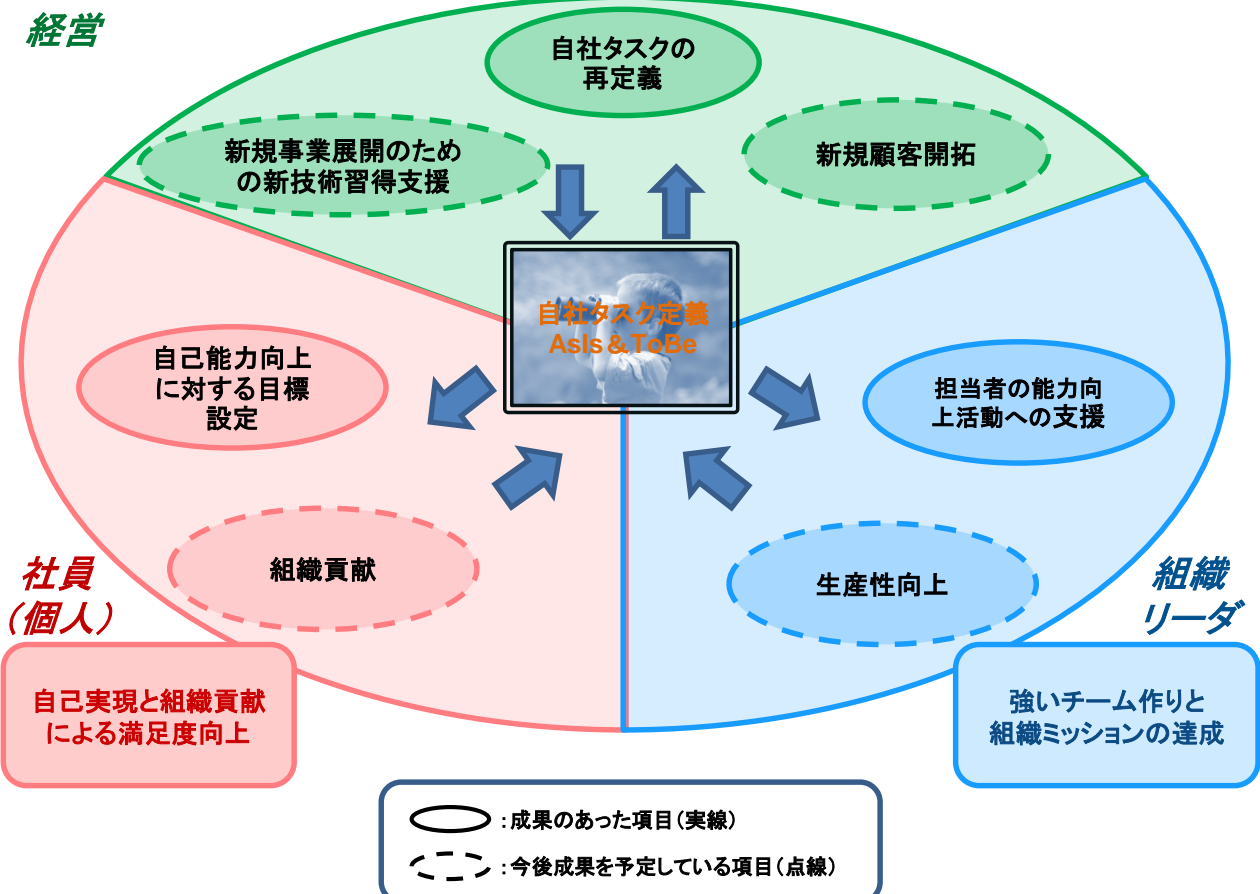 経営
自社タスクの
再定義
新規事業展開のため
の新技術習得支援
新規顧客開拓
自社タスク定義
AsIs＆ToBe
自己能力向上
に対する目標
設定
担当者の能力向
上活動への支援
組織貢献
生産性向上
社員
（個人）
組織
リーダ
自己実現と組織貢献
による満足度向上
強いチーム作りと
組織ミッションの達成
：成果のあった項目（実線）
：今後成果を予定している項目（点線）